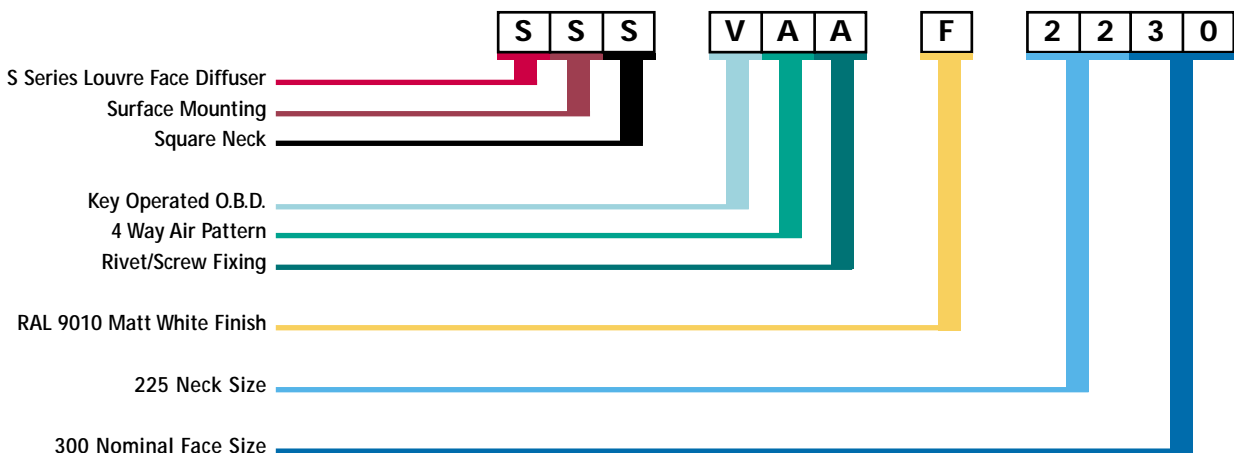 S S S V A A F 2 2 3 0
S Series Louvre Face Diffuser
Surface Mounting
Square Neck
Key Operated O.B.D.
4 Way Air Pattern
Rivet/Screw Fixing
RAL 9010 Matt White Finish
225 Neck Size
300 Nominal Face Size